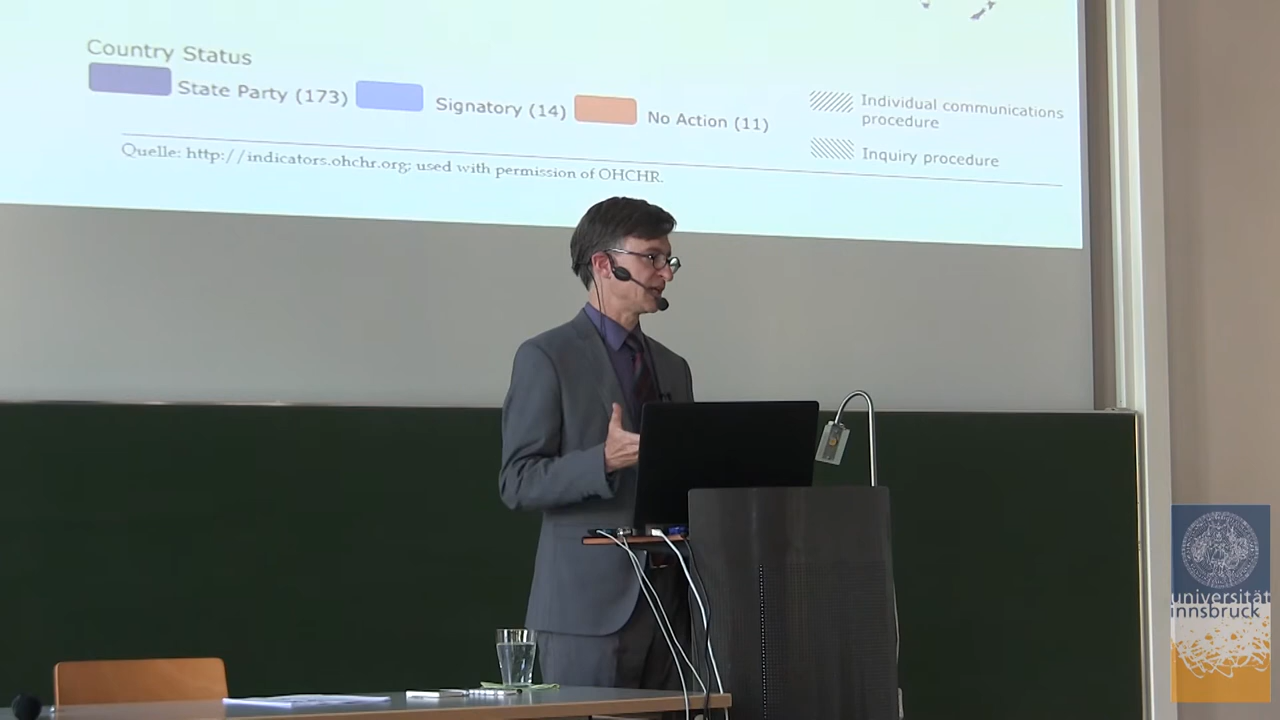 Country Status
State Party (173)
Signatory (14)
No Action (11)
Individual communications
procedure
Inquiry procedure
Quelle: http://indicators.ohchr.org; used with permission of OHCHR.
universität
innsbruck